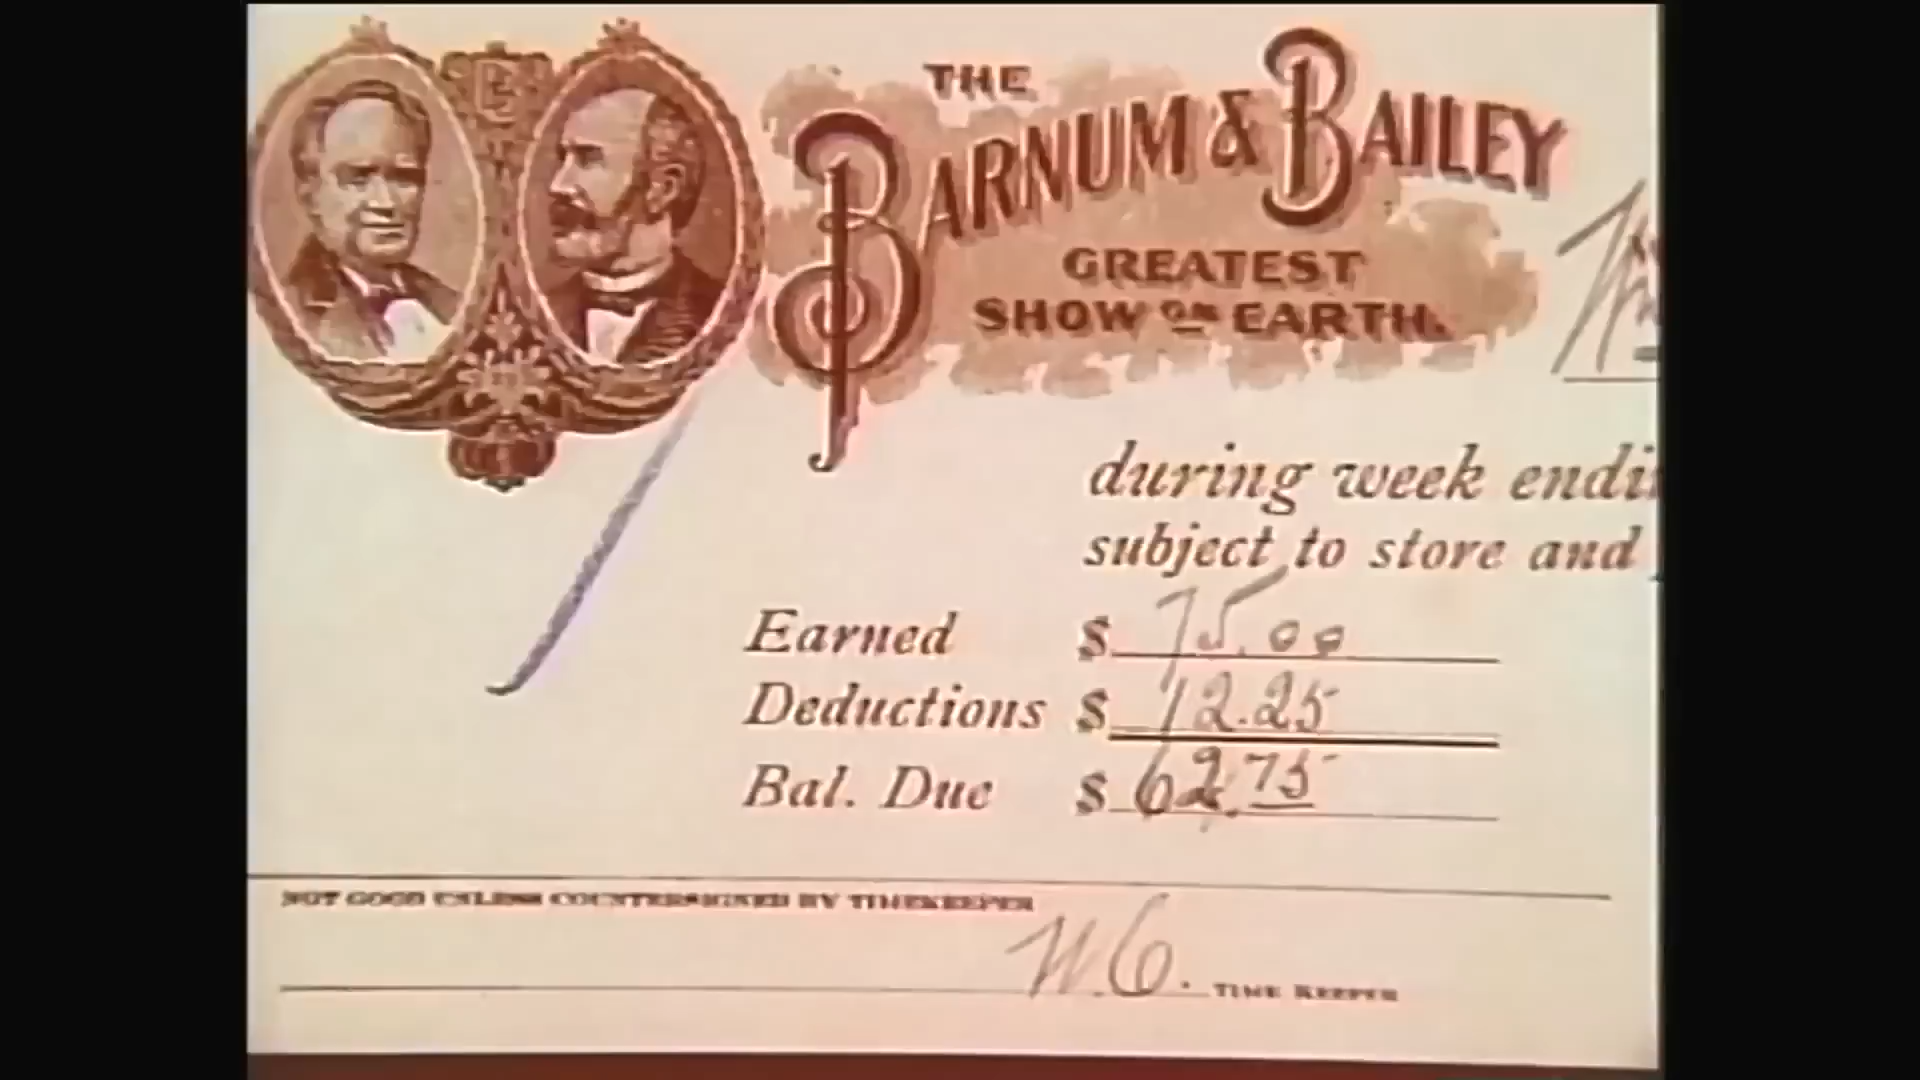 THE
BARNUM & BAILEY
GREATEST
SHOW ON EARTH.
during week endi
subject to store and
Earned $ 75.00
Deductions $ 12.25
Bal. Due $ 62.75
NOT GOOD UNLESS COUNTERSIGNED BY TIMEKEEPER
W.C. TIME KEEPER